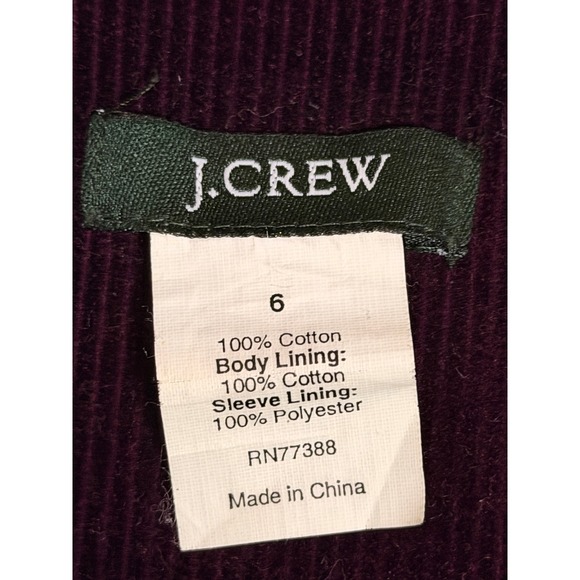 J.CREW
6
100% Cotton
Body Lining:
100% Cotton
Sleeve Lining:
100% Polyester
RN77388
Made in China